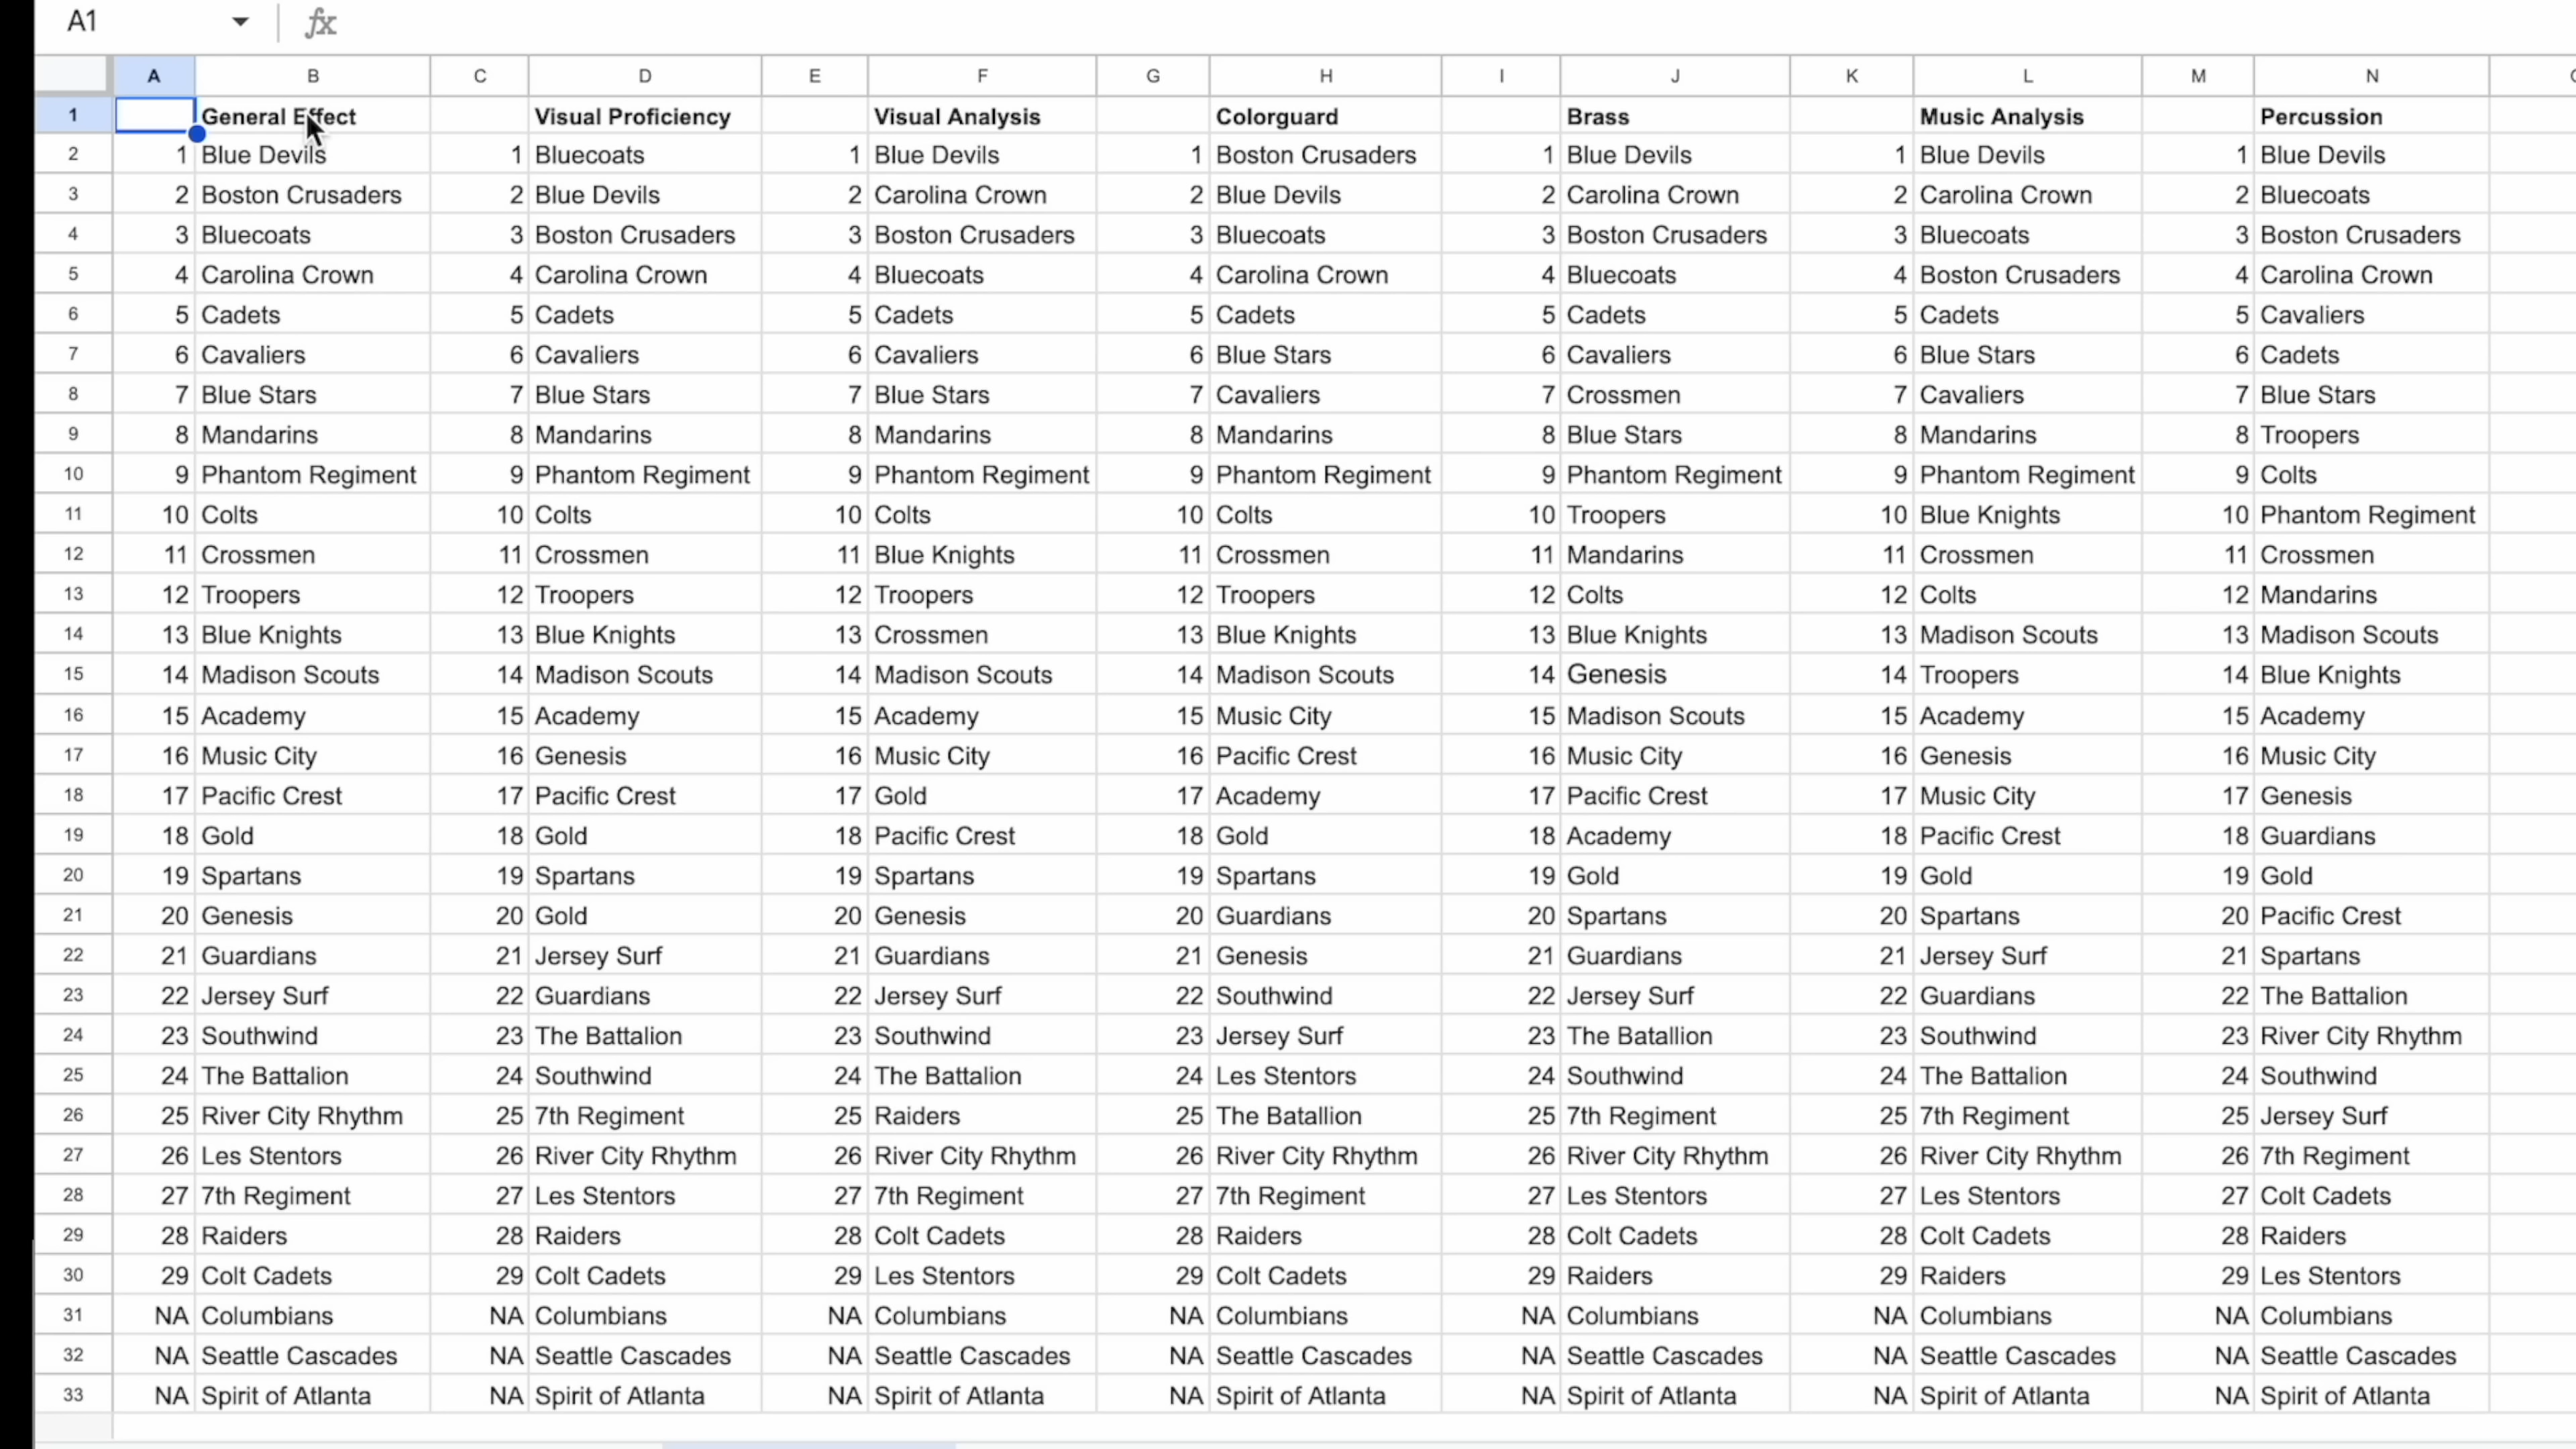 A1 fx
A B C D E F G H I J K L M N
1 General Effect Visual Proficiency Visual Analysis Colorguard Brass Music Analysis Percussion
2 1 Blue Devils 1 Bluecoats 1 Blue Devils 1 Boston Crusaders 1 Blue Devils 1 Blue Devils 1 Blue Devils
3 2 Boston Crusaders 2 Blue Devils 2 Carolina Crown 2 Blue Devils 2 Carolina Crown 2 Carolina Crown 2 Bluecoats
4 3 Bluecoats 3 Boston Crusaders 3 Boston Crusaders 3 Bluecoats 3 Boston Crusaders 3 Bluecoats 3 Boston Crusaders
5 4 Carolina Crown 4 Carolina Crown 4 Bluecoats 4 Carolina Crown 4 Bluecoats 4 Boston Crusaders 4 Carolina Crown
6 5 Cadets 5 Cadets 5 Cadets 5 Cadets 5 Cadets 5 Cadets 5 Cavaliers
7 6 Cavaliers 6 Cavaliers 6 Cavaliers 6 Blue Stars 6 Cavaliers 6 Blue Stars 6 Cadets
8 7 Blue Stars 7 Blue Stars 7 Blue Stars 7 Cavaliers 7 Crossmen 7 Cavaliers 7 Blue Stars
9 8 Mandarins 8 Mandarins 8 Mandarins 8 Mandarins 8 Blue Stars 8 Mandarins 8 Troopers
10 9 Phantom Regiment 9 Phantom Regiment 9 Phantom Regiment 9 Phantom Regiment 9 Phantom Regiment 9 Phantom Regiment 9 Colts
11 10 Colts 10 Colts 10 Colts 10 Colts 10 Troopers 10 Blue Knights 10 Phantom Regiment
12 11 Crossmen 11 Crossmen 11 Blue Knights 11 Crossmen 11 Mandarins 11 Crossmen 11 Crossmen
13 12 Troopers 12 Troopers 12 Troopers 12 Troopers 12 Colts 12 Colts 12 Mandarins
14 13 Blue Knights 13 Blue Knights 13 Crossmen 13 Blue Knights 13 Blue Knights 13 Madison Scouts 13 Madison Scouts
15 14 Madison Scouts 14 Madison Scouts 14 Madison Scouts 14 Madison Scouts 14 Genesis 14 Troopers 14 Blue Knights
16 15 Academy 15 Academy 15 Academy 15 Music City 15 Madison Scouts 15 Academy 15 Academy
17 16 Music City 16 Genesis 16 Music City 16 Pacific Crest 16 Music City 16 Genesis 16 Music City
18 17 Pacific Crest 17 Pacific Crest 17 Gold 17 Academy 17 Pacific Crest 17 Music City 17 Genesis
19 18 Gold 18 Gold 18 Pacific Crest 18 Gold 18 Academy 18 Pacific Crest 18 Guardians
20 19 Spartans 19 Spartans 19 Spartans 19 Spartans 19 Gold 19 Gold 19 Gold
21 20 Genesis 20 Gold 20 Genesis 20 Guardians 20 Spartans 20 Spartans 20 Pacific Crest
22 21 Guardians 21 Jersey Surf 21 Guardians 21 Genesis 21 Guardians 21 Jersey Surf 21 Spartans
23 22 Jersey Surf 22 Guardians 22 Jersey Surf 22 Southwind 22 Jersey Surf 22 Guardians 22 The Battalion
24 23 Southwind 23 The Battalion 23 Southwind 23 Jersey Surf 23 The Batallion 23 Southwind 23 River City Rhythm
25 24 The Battalion 24 Southwind 24 The Battalion 24 Les Stentors 24 Southwind 24 The Battalion 24 Southwind
26 25 River City Rhythm 25 7th Regiment 25 Raiders 25 The Batallion 25 7th Regiment 25 7th Regiment 25 Jersey Surf
27 26 Les Stentors 26 River City Rhythm 26 River City Rhythm 26 River City Rhythm 26 River City Rhythm 26 River City Rhythm 26 7th Regiment
28 27 7th Regiment 27 Les Stentors 27 7th Regiment 27 7th Regiment 27 Les Stentors 27 Les Stentors 27 Colt Cadets
29 28 Raiders 28 Raiders 28 Colt Cadets 28 Raiders 28 Colt Cadets 28 Colt Cadets 28 Raiders
30 29 Colt Cadets 29 Colt Cadets 29 Les Stentors 29 Colt Cadets 29 Raiders 29 Raiders 29 Les Stentors
31 NA Columbians NA Columbians NA Columbians NA Columbians NA Columbians NA Columbians NA Columbians
32 NA Seattle Cascades NA Seattle Cascades NA Seattle Cascades NA Seattle Cascades NA Seattle Cascades NA Seattle Cascades NA Seattle Cascades
33 NA Spirit of Atlanta NA Spirit of Atlanta NA Spirit of Atlanta NA Spirit of Atlanta NA Spirit of Atlanta NA Spirit of Atlanta NA Spirit of Atlanta